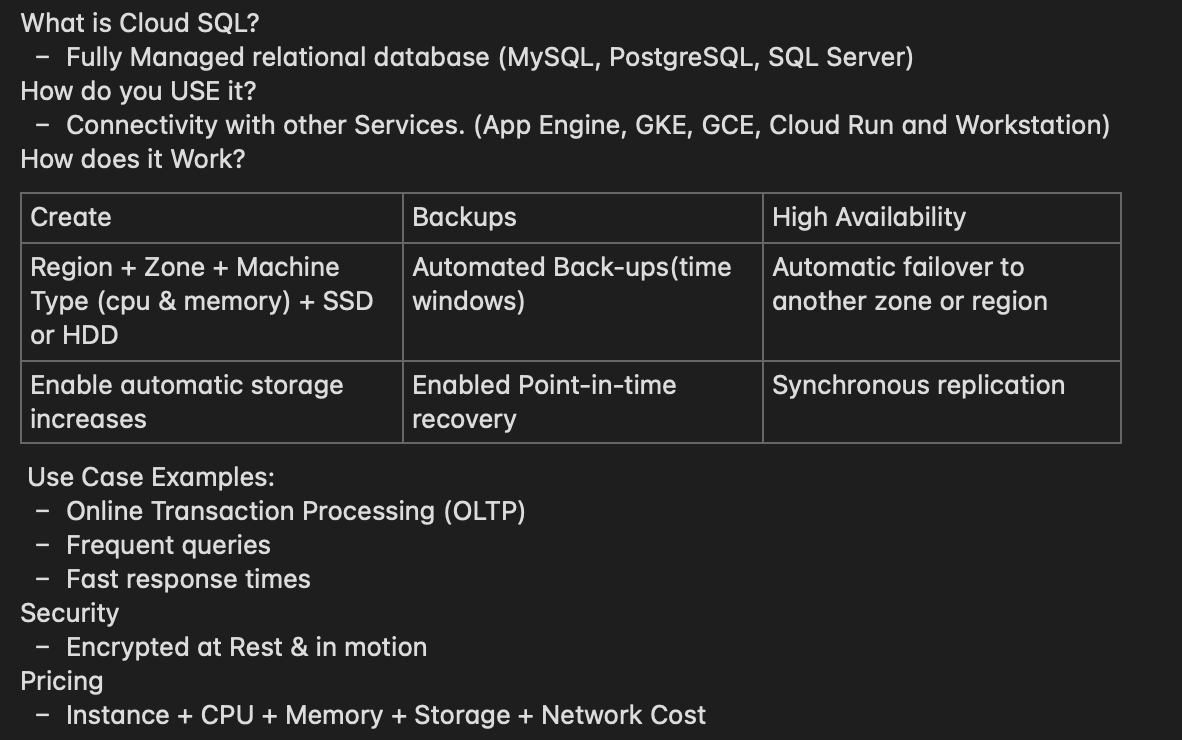 What is Cloud SQL?
– Fully Managed relational database (MySQL, PostgreSQL, SQL Server)
How do you USE it?
– Connectivity with other Services. (App Engine, GKE, GCE, Cloud Run and Workstation)
How does it Work?
Create
Backups
High Availability
Region + Zone + Machine
Type (cpu & memory) + SSD
or HDD
Automated Back-ups(time
windows)
Automatic failover to
another zone or region
Enable automatic storage
increases
Enabled Point-in-time
recovery
Synchronous replication
Use Case Examples:
– Online Transaction Processing (OLTP)
– Frequent queries
– Fast response times
Security
– Encrypted at Rest & in motion
Pricing
– Instance + CPU + Memory + Storage + Network Cost